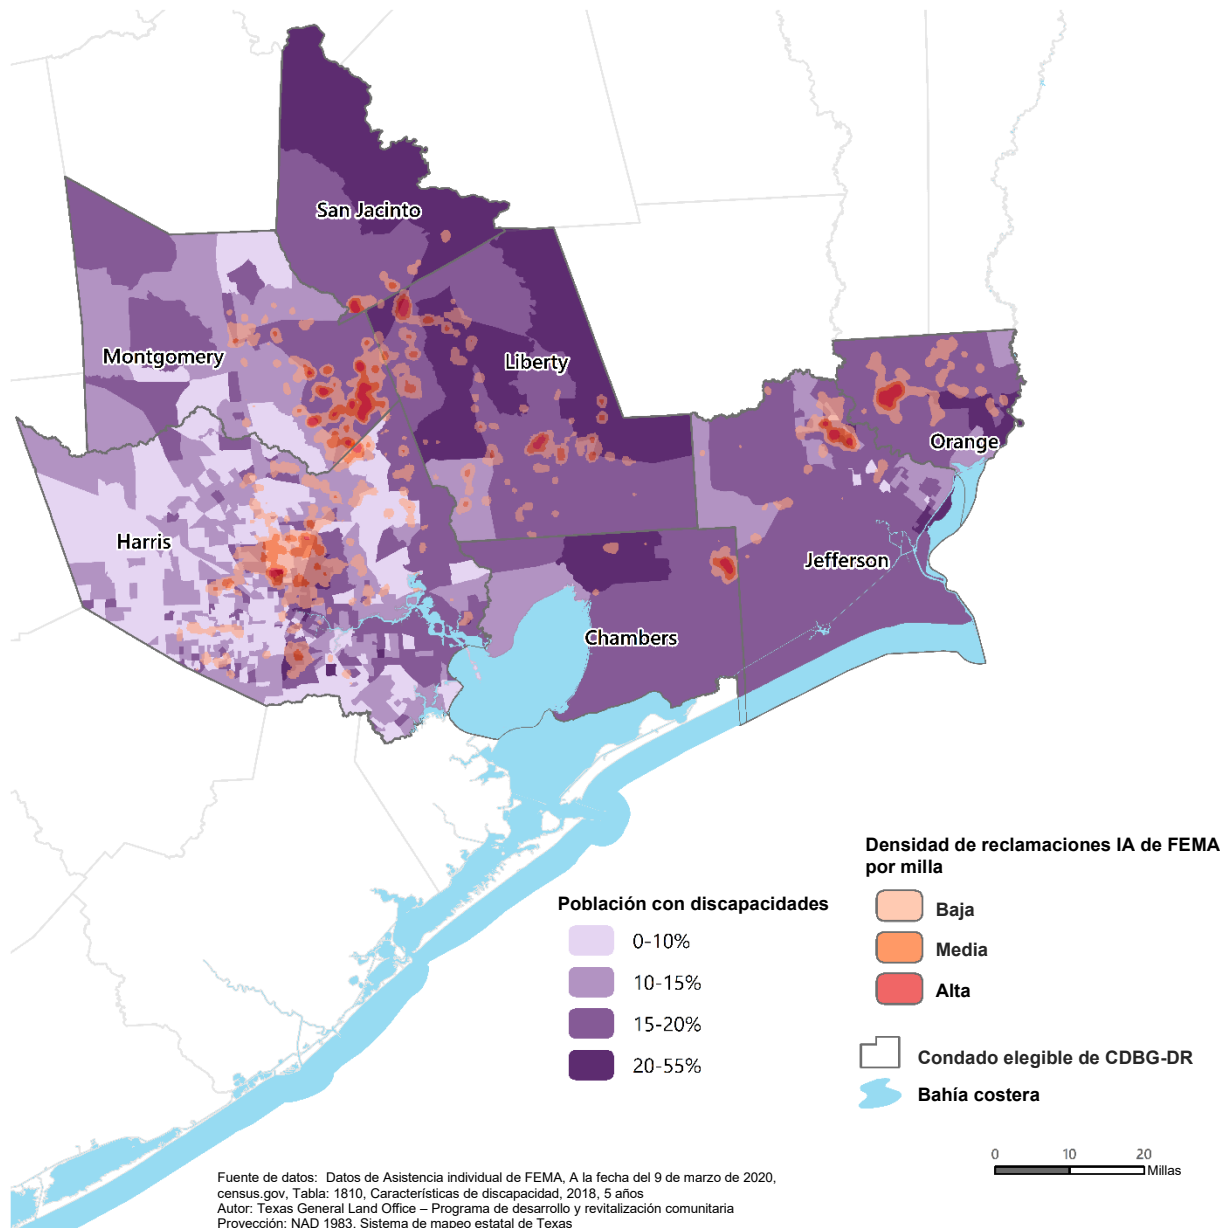 San Jacinto
Montgomery
Liberty
Orange
Harris
Jefferson
Chambers
Densidad de reclamaciones IA de FEMA
por milla
Baja
Media
Alta
Población con discapacidades
0-10%
10-15%
15-20%
20-55%
Condado elegible de CDBG-DR
Bahía costera
0 10 20
Millas
Fuente de datos: Datos de Asistencia individual de FEMA, A la fecha del 9 de marzo de 2020,
census.gov, Tabla: 1810, Características de discapacidad, 2018, 5 años
Autor: Texas General Land Office – Programa de desarrollo y revitalización comunitaria
Proyección: NAD 1983, Sistema de mapeo estatal de Texas